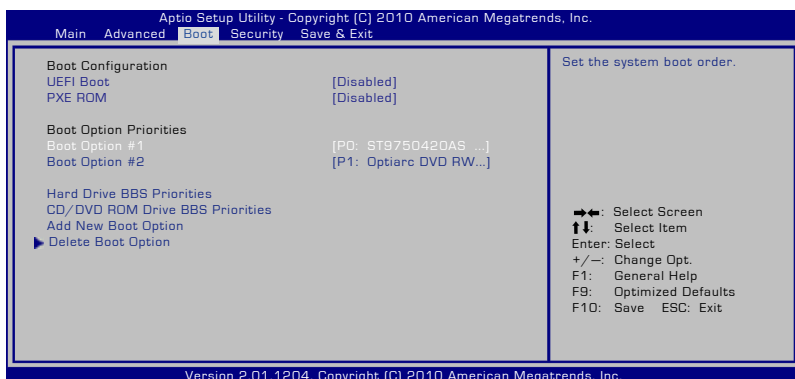 Aptio Setup Utility - Copyright (C) 2010 American Megatrends, Inc.
Main Advanced Boot Security Save & Exit
Boot Configuration
UEFI Boot [Disabled]
PXE ROM [Disabled]
Boot Option Priorities
Boot Option #1 [P0: ST9750420AS ...]
Boot Option #2 [P1: Optiarc DVD RW...]
Hard Drive BBS Priorities
CD/DVD ROM Drive BBS Priorities
Add New Boot Option
Delete Boot Option
Set the system boot order.
→←: Select Screen
↑↓: Select Item
Enter: Select
+/—: Change Opt.
F1: General Help
F9: Optimized Defaults
F10: Save ESC: Exit
Version 2.01.1204. Copyright (C) 2010 American Megatrends, Inc.